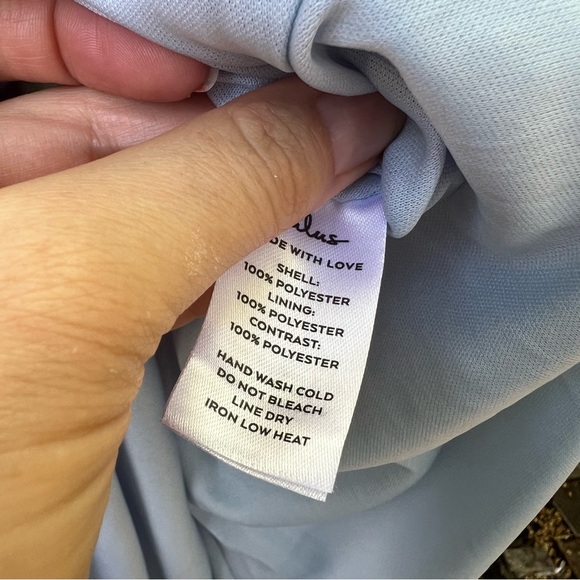 DE WITH LOVE
SHELL:
100% POLYESTER
LINING:
100% POLYESTER
CONTRAST:
100% POLYESTER
HAND WASH COLD
DO NOT BLEACH
LINE DRY
IRON LOW HEAT